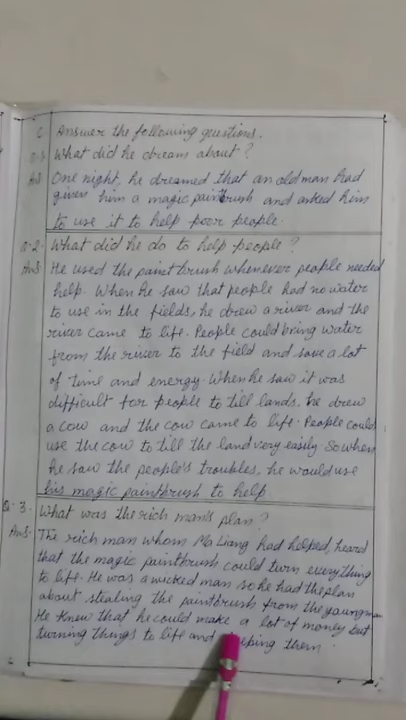 C Answer the following questions.
Q-1 What did he dream about?
Ans One night, he dreamed that an old man had
given him a magic paintbrush and asked him
to use it to help poor people.
Q-2. What did he do to help people?
Ans He used the paintbrush whenever people needed
help. When he saw that people had no water
to use in the fields, he drew a river and the
river came to life. People could bring water
from the river to the field and save a lot
of time and energy. When he saw it was
difficult for people to till lands, he drew
a cow and the cow came to life. People could
use the cow to till the land very easily. So when
he saw the people's troubles, he would use
his magic paintbrush to help.
Q. 3. What was the rich man's plan?
Ans. The rich man whom Ma Liang had helped, heard
that the magic paintbrush could turn everything
to life. He was a wicked man so he had the plan
about stealing the paintbrush from the young
He knew that he could make a lot of money but
turning things to life and them.